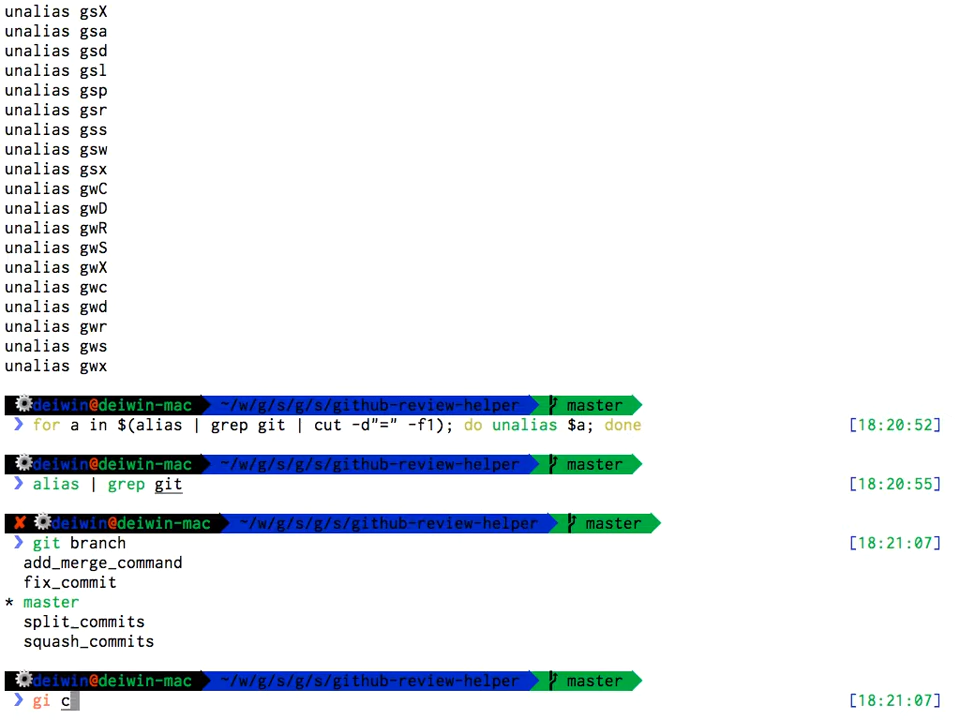 unalias gsX
unalias gsa
unalias gsd
unalias gsl
unalias gsp
unalias gsr
unalias gss
unalias gsw
unalias gsx
unalias gwC
unalias gwD
unalias gwR
unalias gwS
unalias gwX
unalias gwc
unalias gwd
unalias gwr
unalias gws
unalias gwx
deiwin@deiwin-mac ~/w/g/s/g/s/github-review-helper master
❯ for a in $(alias | grep git | cut -d"=" -f1); do unalias $a; done [18:20:52]
deiwin@deiwin-mac ~/w/g/s/g/s/github-review-helper master
❯ alias | grep git [18:20:55]
✘ deiwin@deiwin-mac ~/w/g/s/g/s/github-review-helper master
❯ git branch [18:21:07]
add_merge_command
fix_commit
* master
split_commits
squash_commits
deiwin@deiwin-mac ~/w/g/s/g/s/github-review-helper master
❯ gi c [18:21:07]